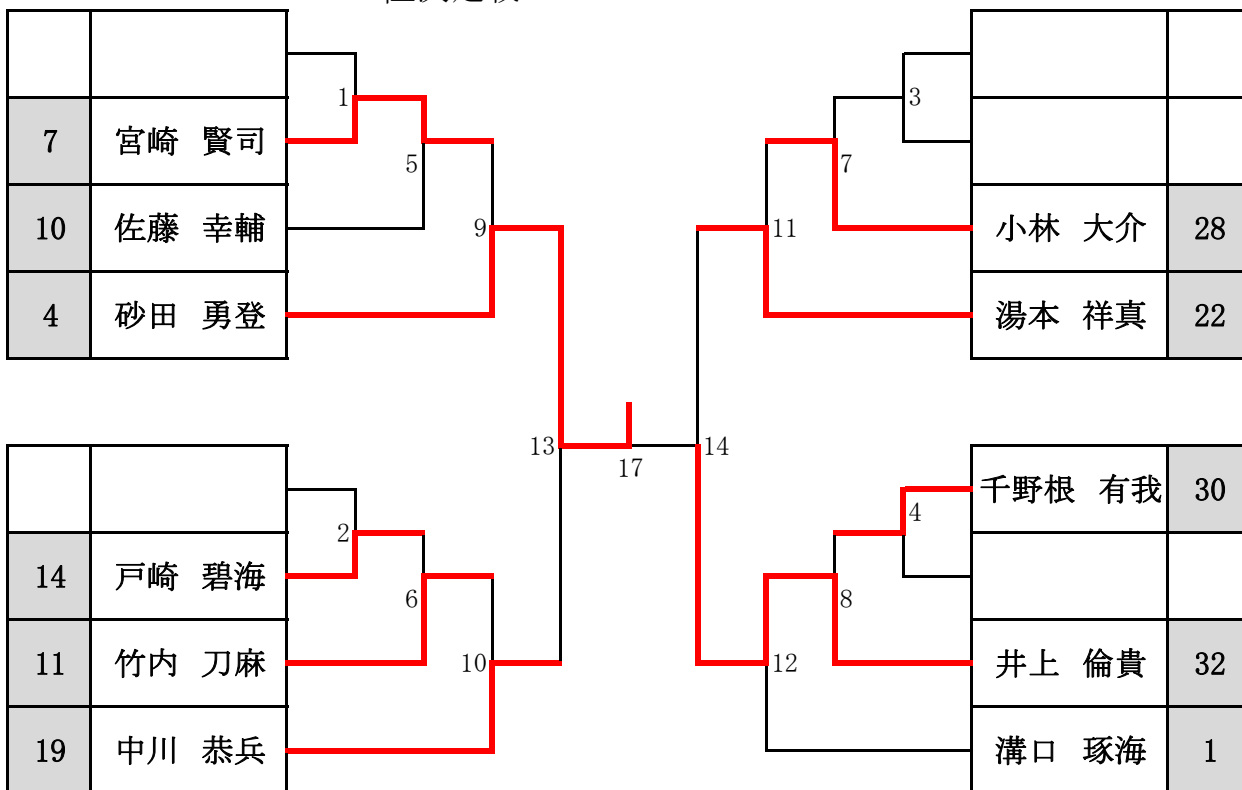 1
7 宮崎 賢司
5
10 佐藤 幸輔
9
4 砂田 勇登
3
7
小林 大介 28
11
湯本 祥真 22
13
17
14
2
14 戸崎 碧海
6
11 竹内 刀麻
10
19 中川 恭兵
千野根 有我 30
4
8
井上 倫貴 32
12
溝口 琢海 1